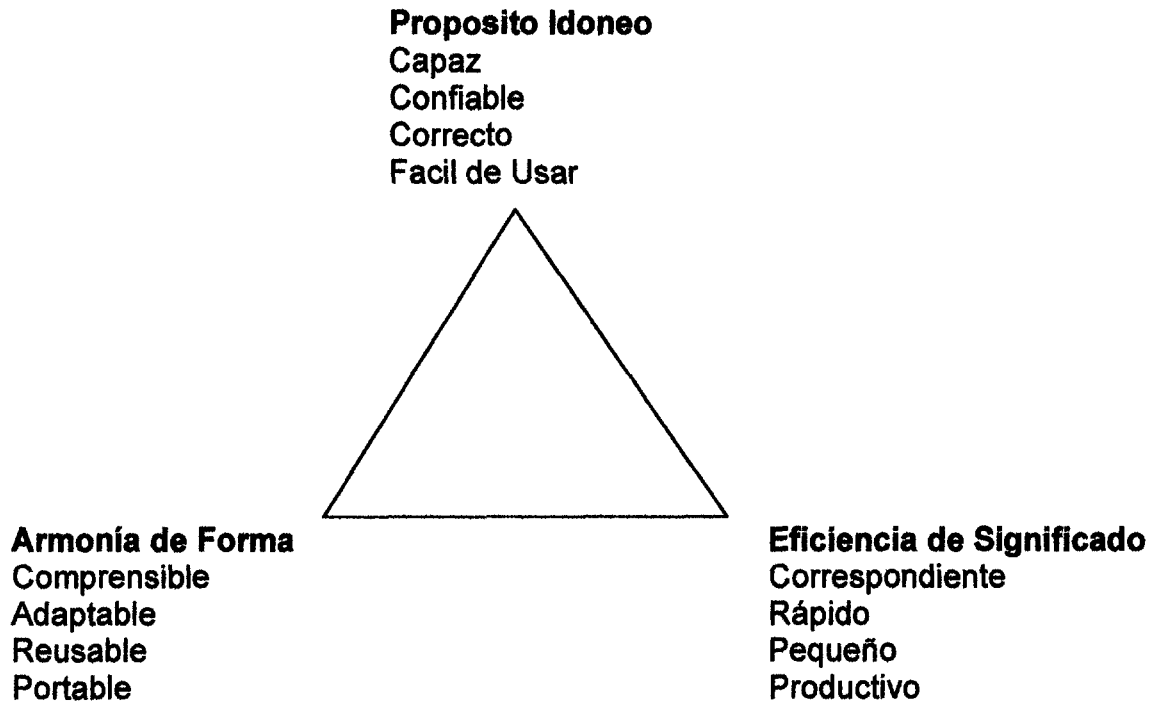 Proposito Idoneo
Capaz
Confiable
Correcto
Facil de Usar
Armonía de Forma
Comprensible
Adaptable
Reusable
Portable
Eficiencia de Significado
Correspondiente
Rápido
Pequeño
Productivo